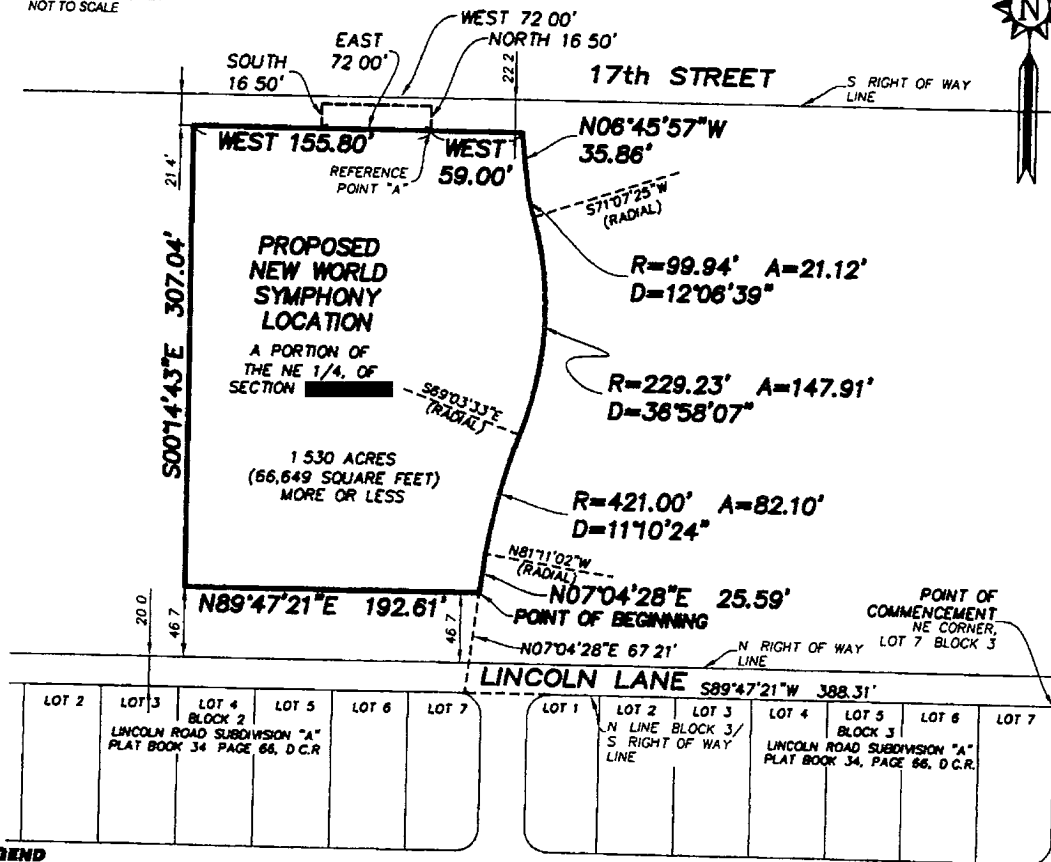 NOT TO SCALE
N
WEST 72 00'
EAST
72 00'
NORTH 16 50'
SOUTH
16 50'
22 2
17th STREET
S RIGHT OF WAY
LINE
WEST 155.80'
WEST
59.00'
REFERENCE
POINT "A"
21.4'
N06°45'57"W
35.86'
S71°07'25"W
(RADIAL)
R=99.94' A=21.12'
D=12°06'39"
PROPOSED
NEW WORLD
SYMPHONY
LOCATION
A PORTION OF
THE NE 1/4, OF
SECTION
S00°14'43"E 307.04'
R=229.23' A=147.91'
D=36°58'07"
S69°03'33"E
(RADIAL)
1 530 ACRES
(66,649 SQUARE FEET)
MORE OR LESS
R=421.00' A=82.10'
D=11°10'24"
N81°11'02"W
(RADIAL)
N07°04'28"E 25.59'
N89°47'21"E 192.61'
POINT OF BEGINNING
20 0
46 7
46 7
POINT OF
COMMENCEMENT
NE CORNER,
LOT 7 BLOCK 3
N07°04'28"E 67 21'
N RIGHT OF WAY
LINE
LINCOLN LANE
S89°47'21"W 388.31'
LOT 2
LOT 3
LOT 4
LOT 5
LOT 6
LOT 7
BLOCK 2
LINCOLN ROAD SUBDIVISION "A"
PLAT BOOK 34 PAGE 66, D C.R
LOT 1
LOT 2
LOT 3
LOT 4
LOT 5
LOT 6
LOT 7
N LINE BLOCK 3/
S RIGHT OF WAY
LINE
BLOCK 3
LINCOLN ROAD SUBDIVISION "A"
PLAT BOOK 34, PAGE 66, D C.R.